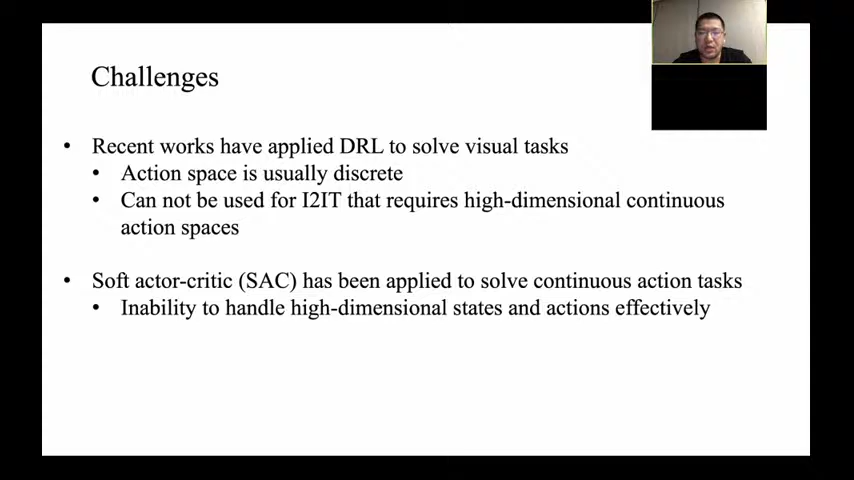 Challenges
• Recent works have applied DRL to solve visual tasks
• Action space is usually discrete
• Can not be used for I2IT that requires high-dimensional continuous
action spaces
• Soft actor-critic (SAC) has been applied to solve continuous action tasks
• Inability to handle high-dimensional states and actions effectively